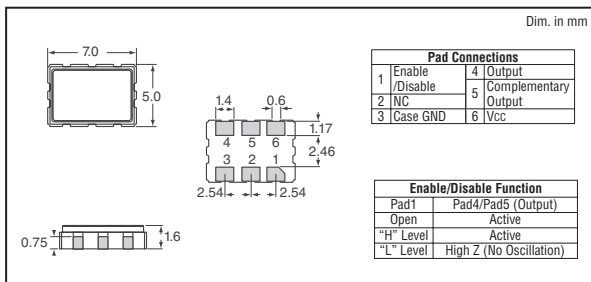 Dim. in mm
7.0
5.0
1.4
0.6
1.17
2.46
4 5 6
3 2 1
2.54 2.54
0.75
1.6
Pad Connections
1 Enable /Disable 4 Output
2 NC 5 Complementary Output
3 Case GND 6 Vcc
Enable/Disable Function
Pad1 Pad4/Pad5 (Output)
Open Active
“H” Level Active
“L” Level High Z (No Oscillation)